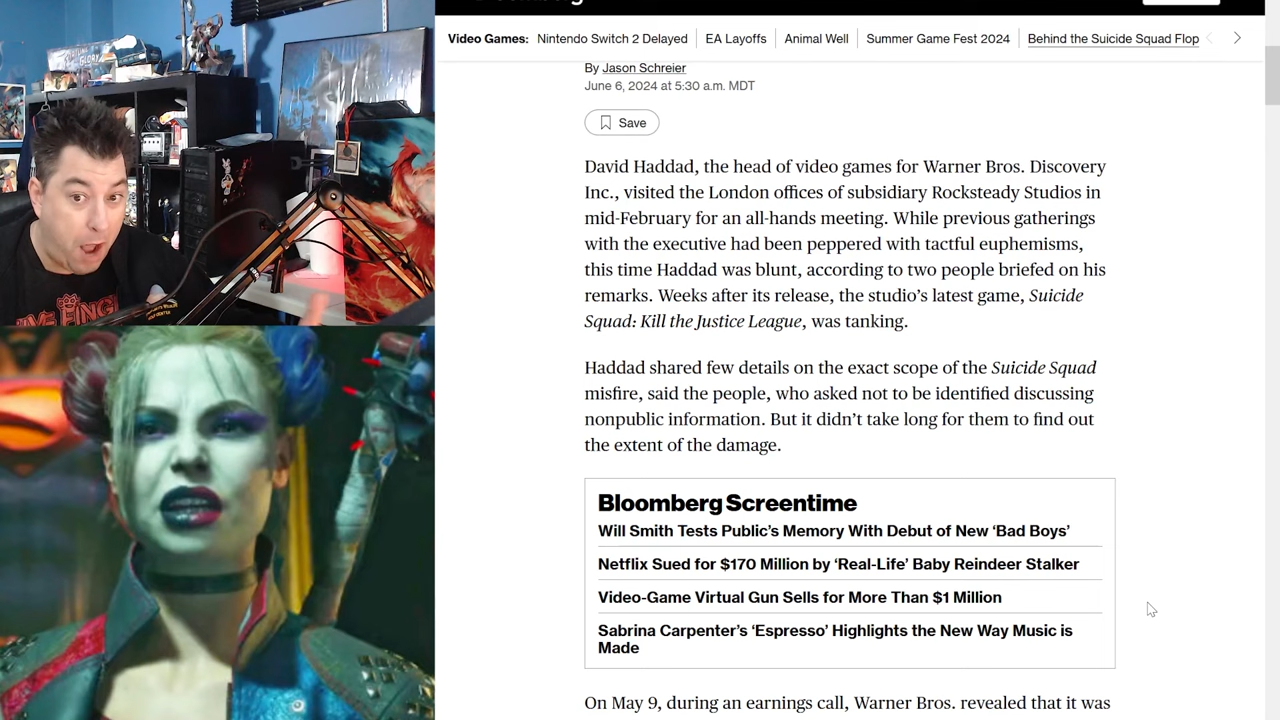 Video Games: Nintendo Switch 2 Delayed EA Layoffs Animal Well Summer Game Fest 2024 Behind the Suicide Squad Flop
By Jason Schreier
June 6, 2024 at 5:30 a.m. MDT
Save
David Haddad, the head of video games for Warner Bros. Discovery
Inc., visited the London offices of subsidiary Rocksteady Studios in
mid-February for an all-hands meeting. While previous gatherings
with the executive had been peppered with tactful euphemisms,
this time Haddad was blunt, according to two people briefed on his
remarks. Weeks after its release, the studio’s latest game, Suicide
Squad: Kill the Justice League, was tanking.
Haddad shared few details on the exact scope of the Suicide Squad
misfire, said the people, who asked not to be identified discussing
nonpublic information. But it didn’t take long for them to find out
the extent of the damage.
Bloomberg Screentime
Will Smith Tests Public’s Memory With Debut of New ‘Bad Boys’
Netflix Sued for $170 Million by ‘Real-Life’ Baby Reindeer Stalker
Video-Game Virtual Gun Sells for More Than $1 Million
Sabrina Carpenter’s ‘Espresso’ Highlights the New Way Music is
Made
On May 9, during an earnings call, Warner Bros. revealed that it was